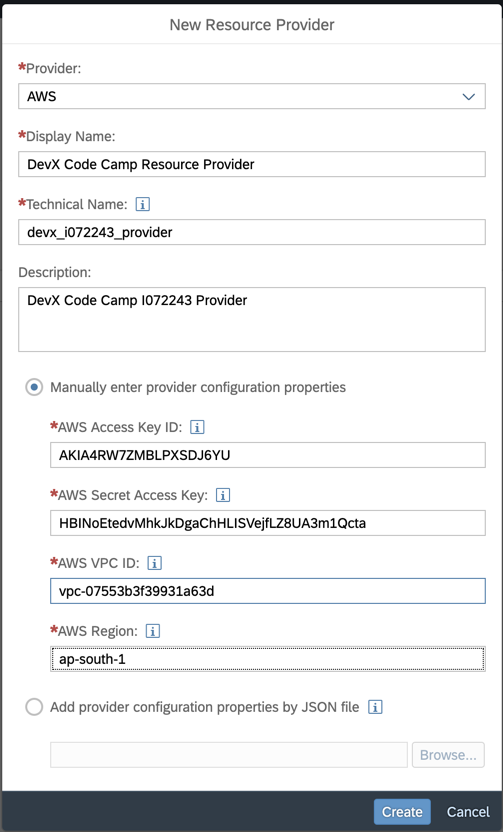 New Resource Provider
*Provider:
AWS
*Display Name:
DevX Code Camp Resource Provider
*Technical Name:
devx_i072243_provider
Description:
DevX Code Camp I072243 Provider
Manually enter provider configuration properties
*AWS Access Key ID:
AKIA4RW7ZMBLPXSDJ6YU
*AWS Secret Access Key:
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
*AWS VPC ID:
vpc-07553b3f39931a63d
*AWS Region:
ap-south-1
Add provider configuration properties by JSON file
Browse...
Create Cancel